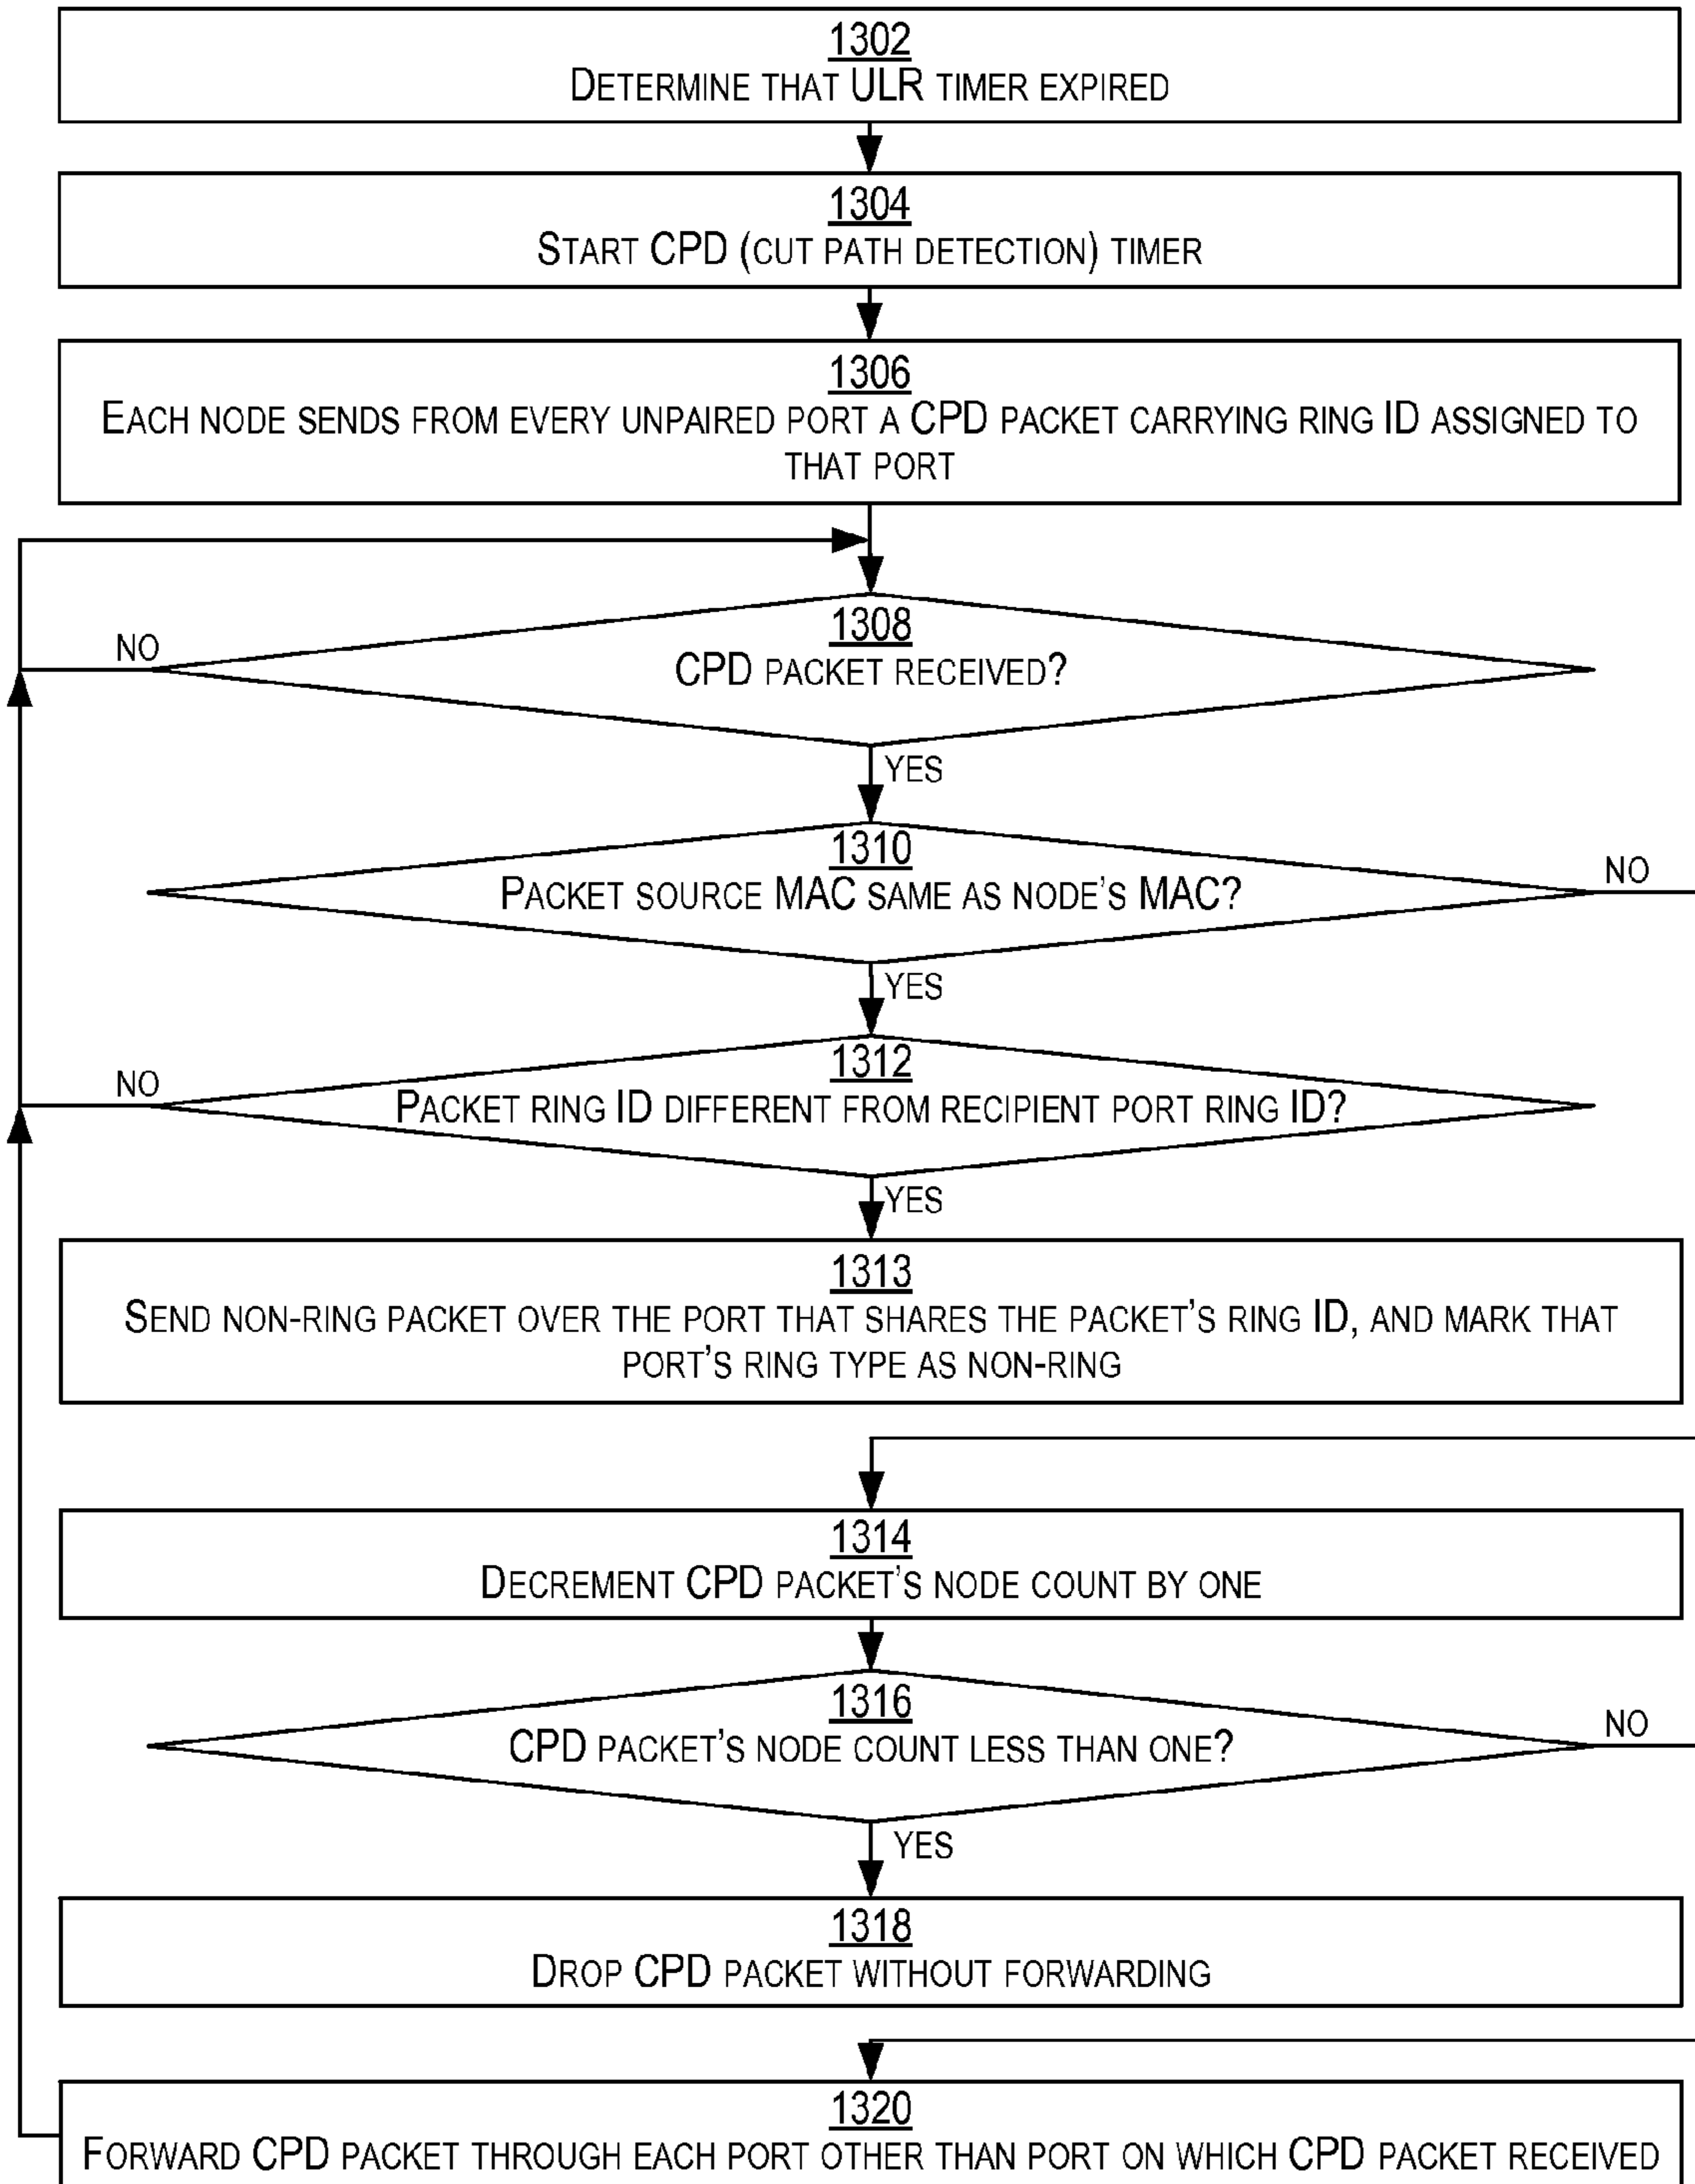 1302
DETERMINE THAT ULR TIMER EXPIRED
1304
START CPD (CUT PATH DETECTION) TIMER
1306
EACH NODE SENDS FROM EVERY UNPAIRED PORT A CPD PACKET CARRYING RING ID ASSIGNED TO
THAT PORT
1308
NO
CPD PACKET RECEIVED?
YES
1310
NO
PACKET SOURCE MAC SAME AS NODE'S MAC?
YES
1312
NO
PACKET RING ID DIFFERENT FROM RECIPIENT PORT RING ID?
YES
1313
SEND NON-RING PACKET OVER THE PORT THAT SHARES THE PACKET'S RING ID, AND MARK THAT
PORT'S RING TYPE AS NON-RING
1314
DECREMENT CPD PACKET'S NODE COUNT BY ONE
1316
NO
CPD PACKET'S NODE COUNT LESS THAN ONE?
YES
1318
DROP CPD PACKET WITHOUT FORWARDING
1320
FORWARD CPD PACKET THROUGH EACH PORT OTHER THAN PORT ON WHICH CPD PACKET RECEIVED